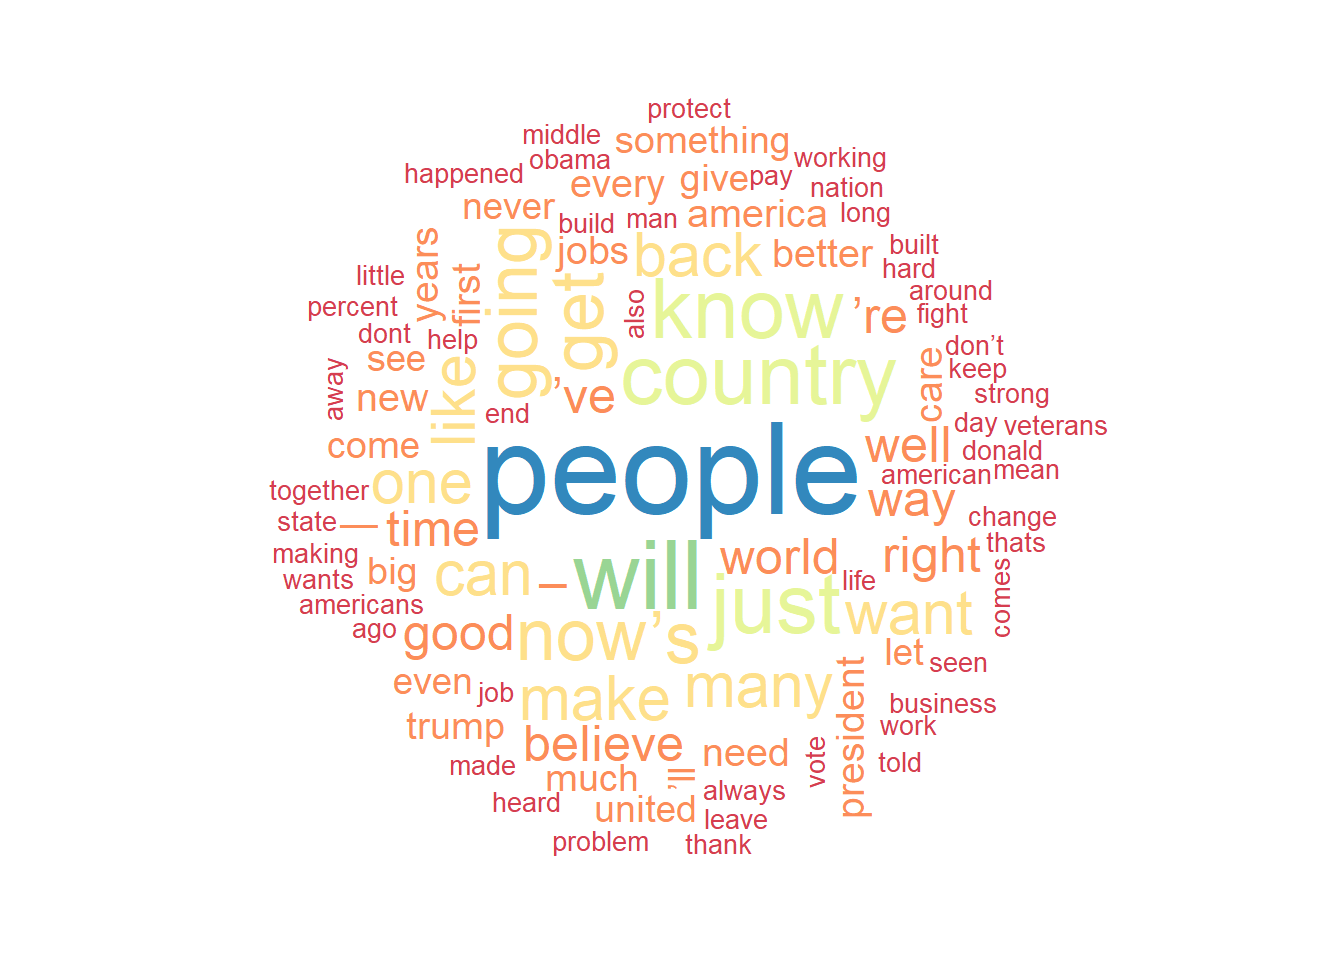 protect
middle
something
obama
working
happened
every
give
pay
nation
never
build
man
america
long
years
going
jobs
back
better
built
hard
little
first
get
also
know
around
percent
’re
fight
dont
help
country
don’t
see
like
’ve
care
keep
away
new
end
strong
come
people
well
day
veterans
donald
one
american
mean
together
way
state
—
time
change
making
will
world
right
thats
wants
big
can
–
life
comes
americans
just
want
ago
good
now
’s
let
seen
even
job
make
many
president
business
trump
believe
need
vote
work
made
much
’ll
told
heard
united
always
leave
problem
thank